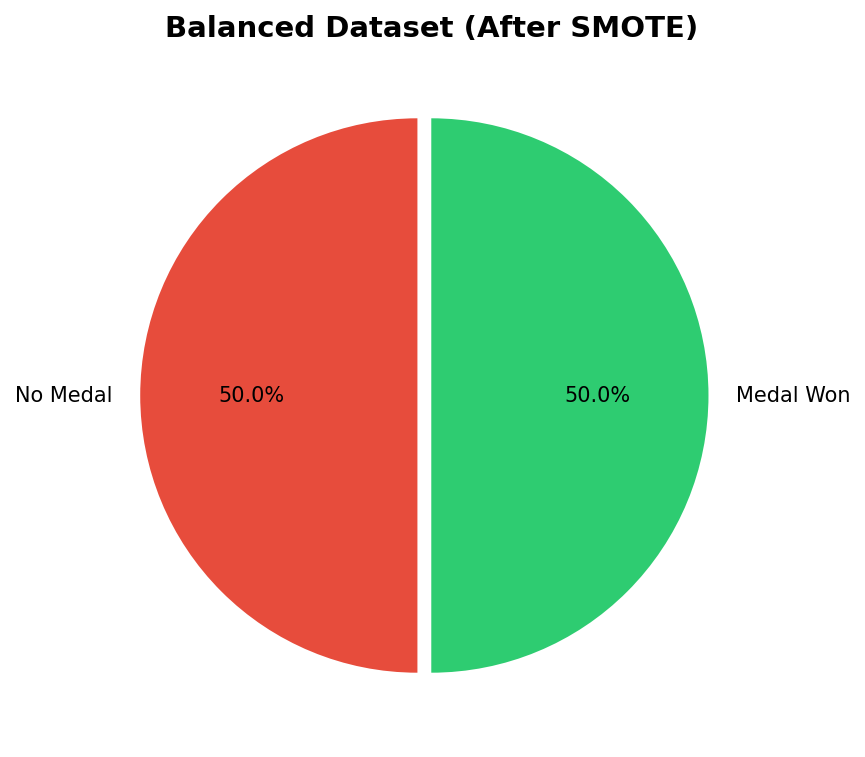 Balanced Dataset (After SMOTE)
No Medal
50.0%
50.0%
Medal Won